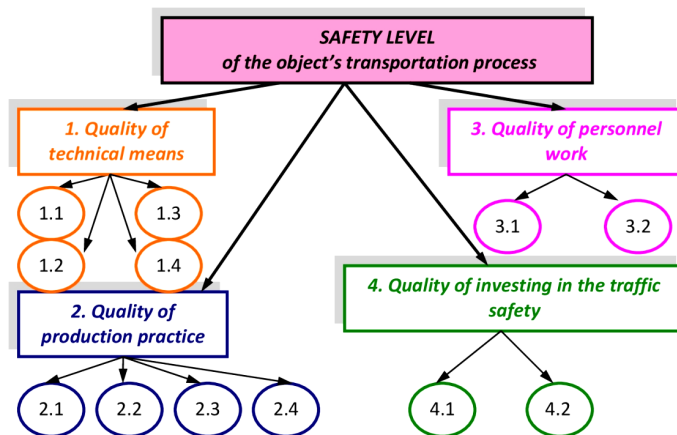 SAFETY LEVEL
of the object's transportation process
1. Quality of
technical means
3. Quality of personnel
work
1.1
1.3
3.1
3.2
1.2
1.4
4. Quality of investing in the traffic
safety
2. Quality of
production practice
2.1
2.2
2.3
2.4
4.1
4.2